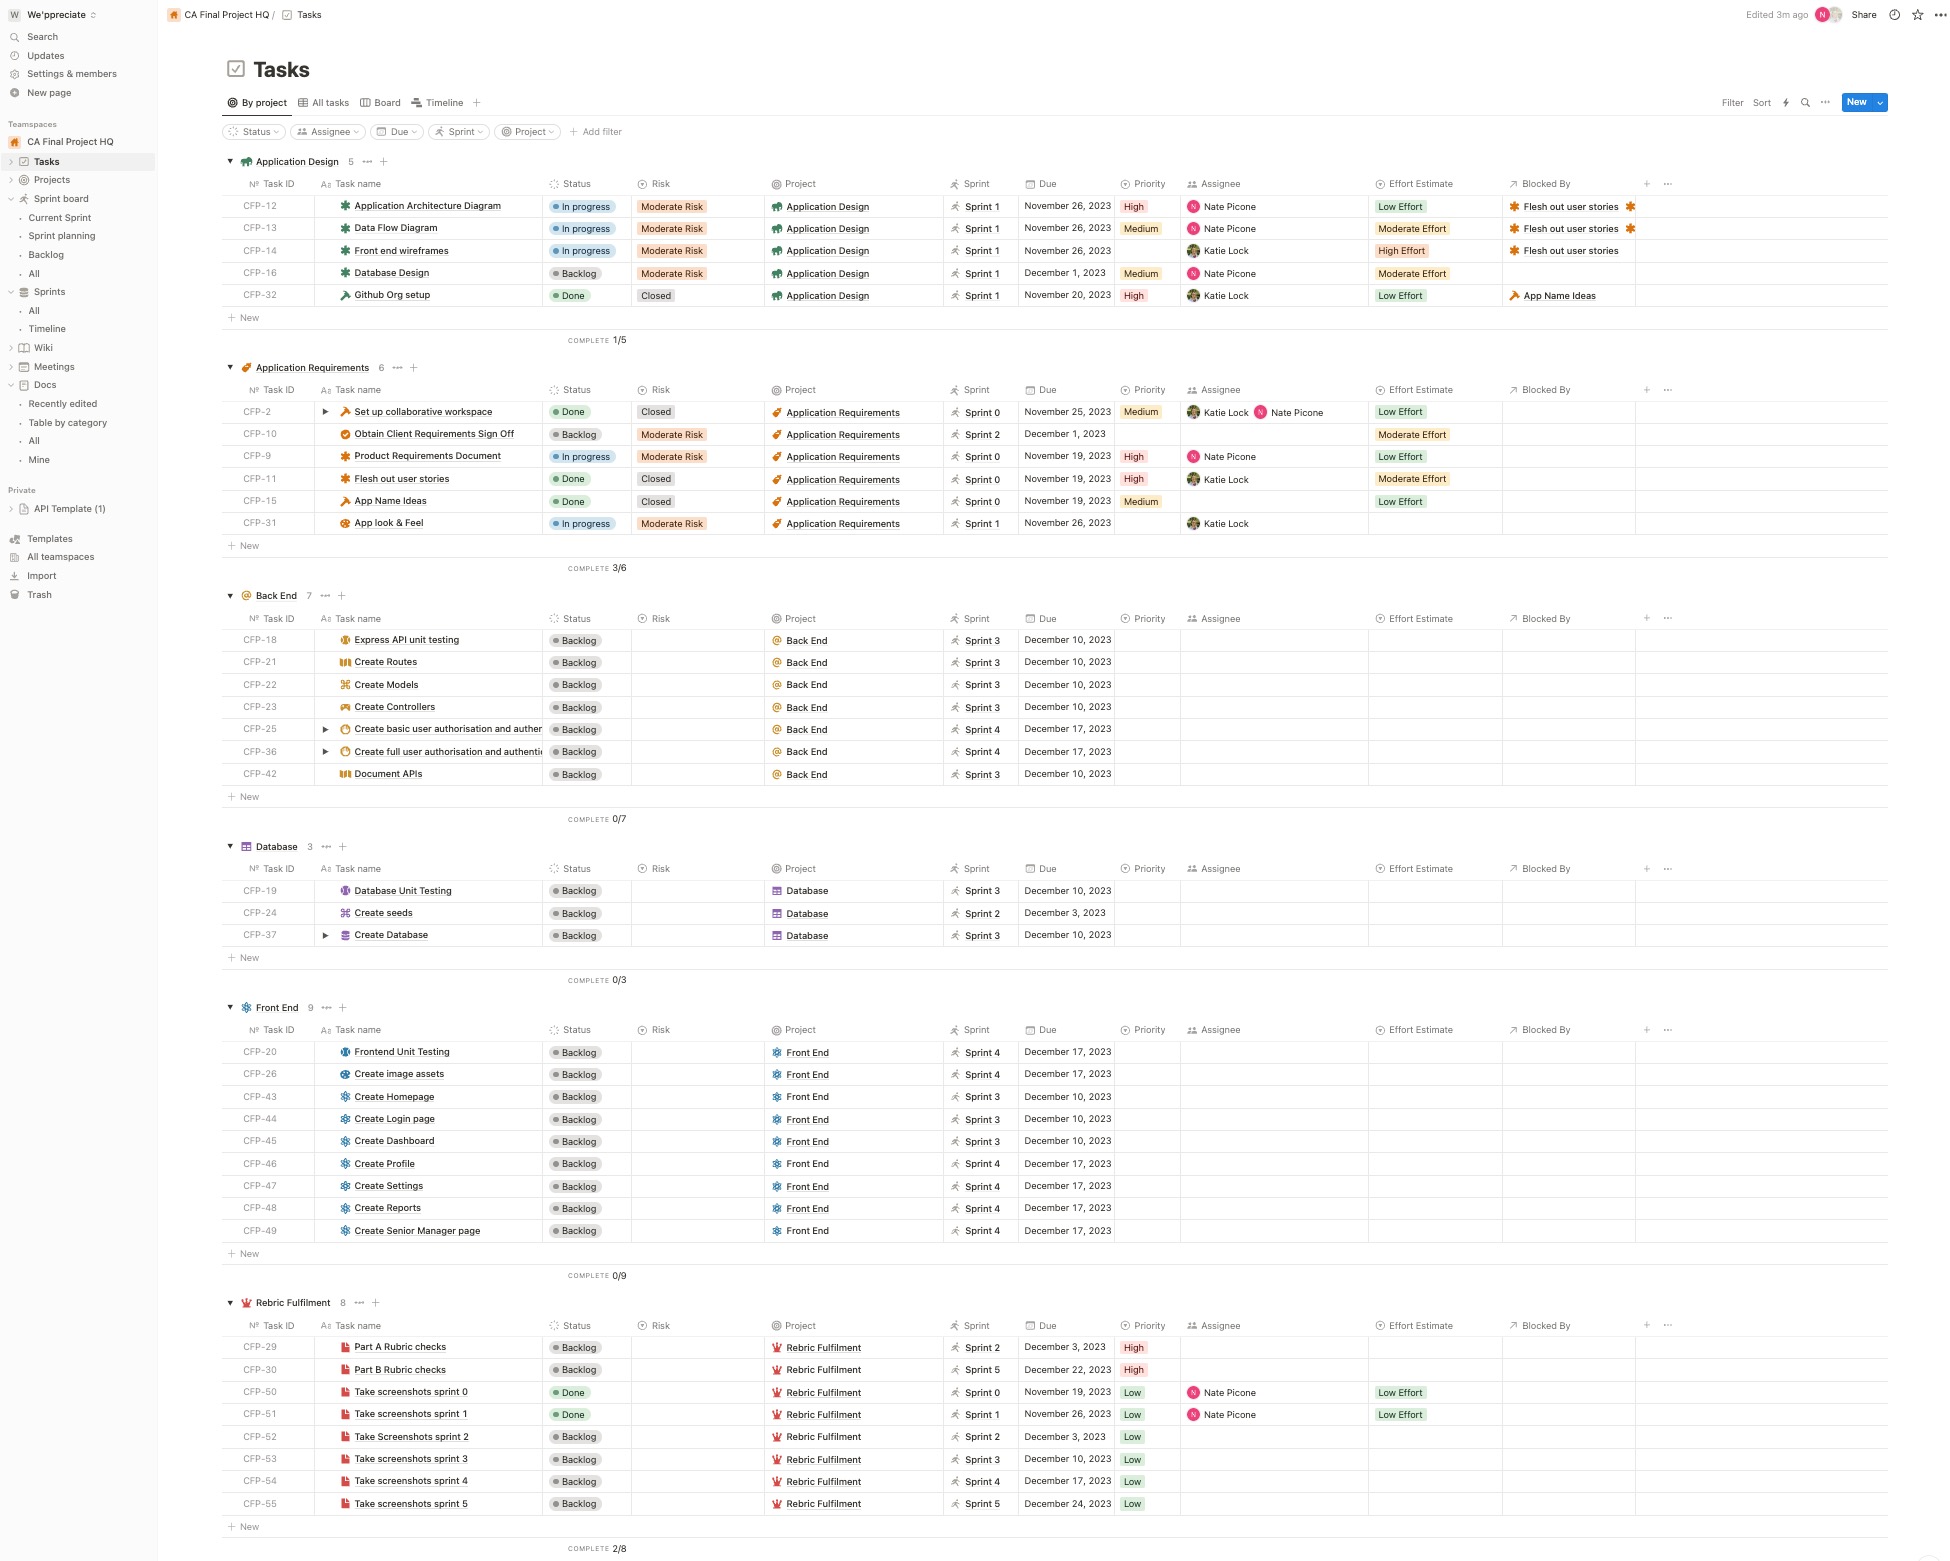 W We'ppreciate
CA Final Project HQ / Tasks
Edited 3m ago N Share
Search
Updates
Settings & members
New page
Teamspaces
CA Final Project HQ
Tasks
Projects
Sprint board
Current Sprint
Sprint planning
Backlog
All
Sprints
All
Timeline
Wiki
Meetings
Docs
Recently edited
Table by category
All
Mine
Private
API Template (1)
Templates
All teamspaces
Import
Trash
Tasks
By project All tasks Board Timeline
Filter Sort New
Status Assignee Due Sprint Project Add filter
Application Design 5
Nº Task ID Aa Task name Status Risk Project Sprint Due Priority Assignee Effort Estimate Blocked By
CFP-12 Application Architecture Diagram In progress Moderate Risk Application Design Sprint 1 November 26, 2023 High N Nate Picone Low Effort Flesh out user stories
CFP-13 Data Flow Diagram In progress Moderate Risk Application Design Sprint 1 November 26, 2023 Medium N Nate Picone Moderate Effort Flesh out user stories
CFP-14 Front end wireframes In progress Moderate Risk Application Design Sprint 1 November 26, 2023 Katie Lock High Effort Flesh out user stories
CFP-16 Database Design Backlog Moderate Risk Application Design Sprint 1 December 1, 2023 Medium N Nate Picone Moderate Effort
CFP-32 Github Org setup Done Closed Application Design Sprint 1 November 20, 2023 High Katie Lock Low Effort App Name Ideas
New
COMPLETE 1/5
Application Requirements 6
Nº Task ID Aa Task name Status Risk Project Sprint Due Priority Assignee Effort Estimate Blocked By
CFP-2 Set up collaborative workspace Done Closed Application Requirements Sprint 0 November 25, 2023 Medium Katie Lock N Nate Picone Low Effort
CFP-10 Obtain Client Requirements Sign Off Backlog Moderate Risk Application Requirements Sprint 2 December 1, 2023 Moderate Effort
CFP-9 Product Requirements Document In progress Moderate Risk Application Requirements Sprint 0 November 19, 2023 High N Nate Picone Low Effort
CFP-11 Flesh out user stories Done Closed Application Requirements Sprint 0 November 19, 2023 High Katie Lock Moderate Effort
CFP-15 App Name Ideas Done Closed Application Requirements Sprint 0 November 19, 2023 Medium Low Effort
CFP-31 App look & Feel In progress Moderate Risk Application Requirements Sprint 1 November 26, 2023 Katie Lock
New
COMPLETE 3/6
Back End 7
Nº Task ID Aa Task name Status Risk Project Sprint Due Priority Assignee Effort Estimate Blocked By
CFP-18 Express API unit testing Backlog Back End Sprint 3 December 10, 2023
CFP-21 Create Routes Backlog Back End Sprint 3 December 10, 2023
CFP-22 Create Models Backlog Back End Sprint 3 December 10, 2023
CFP-23 Create Controllers Backlog Back End Sprint 3 December 10, 2023
CFP-25 Create basic user authorisation and auther Backlog Back End Sprint 4 December 17, 2023
CFP-36 Create full user authorisation and authentic Backlog Back End Sprint 4 December 17, 2023
CFP-42 Document APIs Backlog Back End Sprint 3 December 10, 2023
New
COMPLETE 0/7
Database 3
Nº Task ID Aa Task name Status Risk Project Sprint Due Priority Assignee Effort Estimate Blocked By
CFP-19 Database Unit Testing Backlog Database Sprint 3 December 10, 2023
CFP-24 Create seeds Backlog Database Sprint 2 December 3, 2023
CFP-37 Create Database Backlog Database Sprint 3 December 10, 2023
New
COMPLETE 0/3
Front End 9
Nº Task ID Aa Task name Status Risk Project Sprint Due Priority Assignee Effort Estimate Blocked By
CFP-20 Frontend Unit Testing Backlog Front End Sprint 4 December 17, 2023
CFP-26 Create image assets Backlog Front End Sprint 4 December 17, 2023
CFP-43 Create Homepage Backlog Front End Sprint 3 December 10, 2023
CFP-44 Create Login page Backlog Front End Sprint 3 December 10, 2023
CFP-45 Create Dashboard Backlog Front End Sprint 3 December 10, 2023
CFP-46 Create Profile Backlog Front End Sprint 4 December 17, 2023
CFP-47 Create Settings Backlog Front End Sprint 4 December 17, 2023
CFP-48 Create Reports Backlog Front End Sprint 4 December 17, 2023
CFP-49 Create Senior Manager page Backlog Front End Sprint 4 December 17, 2023
New
COMPLETE 0/9
Rebric Fulfilment 8
Nº Task ID Aa Task name Status Risk Project Sprint Due Priority Assignee Effort Estimate Blocked By
CFP-29 Part A Rubric checks Backlog Rebric Fulfilment Sprint 2 December 3, 2023 High
CFP-30 Part B Rubric checks Backlog Rebric Fulfilment Sprint 5 December 22, 2023 High
CFP-50 Take screenshots sprint 0 Done Rebric Fulfilment Sprint 0 November 19, 2023 Low N Nate Picone Low Effort
CFP-51 Take screenshots sprint 1 Done Rebric Fulfilment Sprint 1 November 26, 2023 Low N Nate Picone Low Effort
CFP-52 Take Screenshots sprint 2 Backlog Rebric Fulfilment Sprint 2 December 3, 2023 Low
CFP-53 Take screenshots sprint 3 Backlog Rebric Fulfilment Sprint 3 December 10, 2023 Low
CFP-54 Take screenshots sprint 4 Backlog Rebric Fulfilment Sprint 4 December 17, 2023 Low
CFP-55 Take screenshots sprint 5 Backlog Rebric Fulfilment Sprint 5 December 24, 2023 Low
New
COMPLETE 2/8